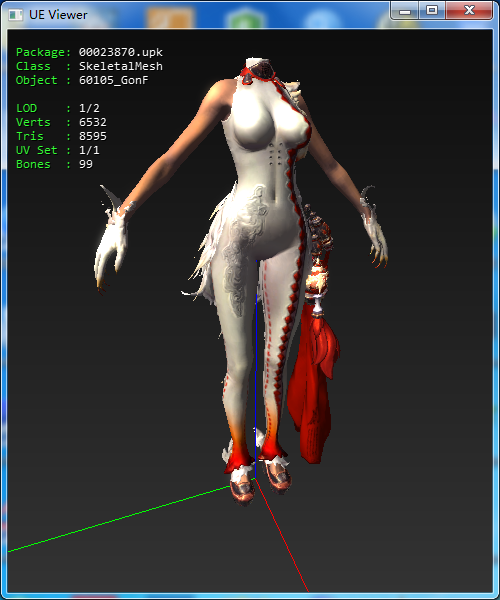 UE Viewer
Package: 00023870.upk
Class : SkeletalMesh
Object : 60105_GonF
LOD : 1/2
Verts : 6532
Tris : 8595
UV Set : 1/1
Bones : 99